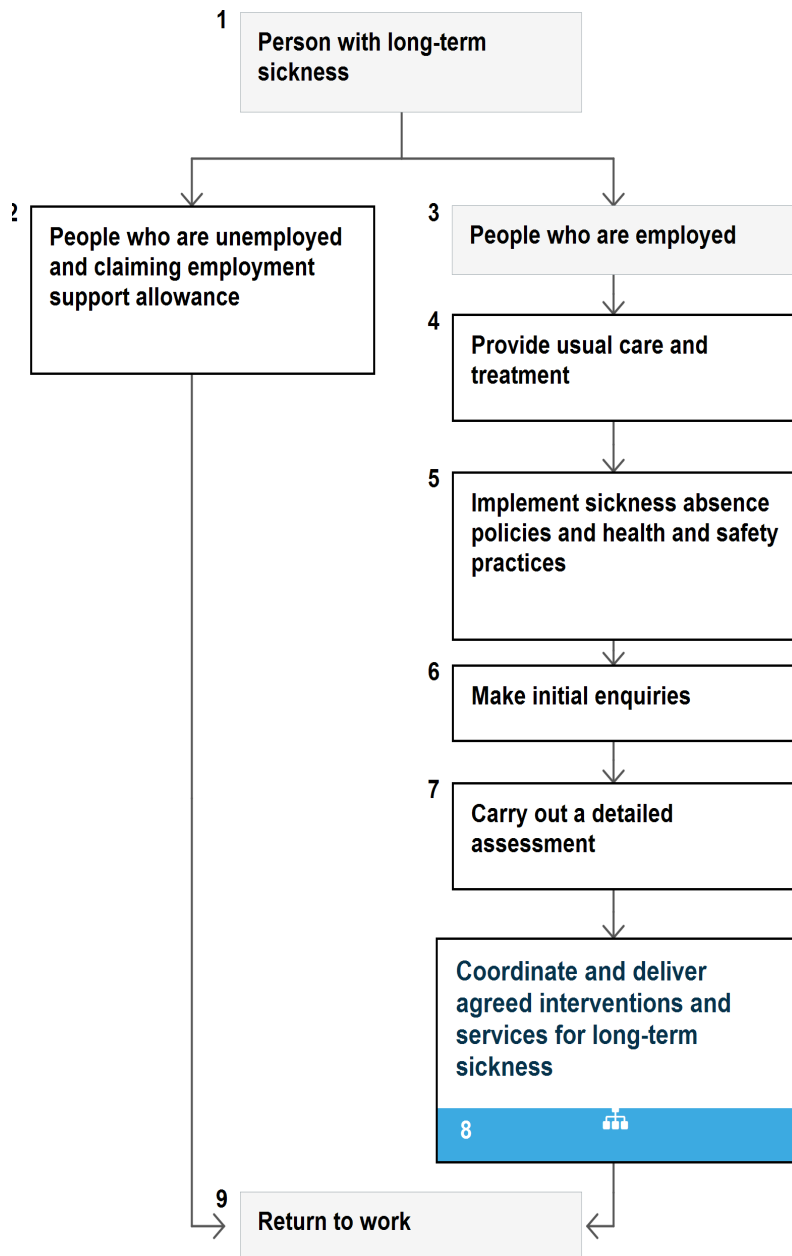 1
Person with long-term
sickness
2
People who are unemployed
and claiming employment
support allowance
3
People who are employed
4
Provide usual care and
treatment
5
Implement sickness absence
policies and health and safety
practices
6
Make initial enquiries
7
Carry out a detailed
assessment
Coordinate and deliver
agreed interventions and
services for long-term
sickness
8
9
Return to work